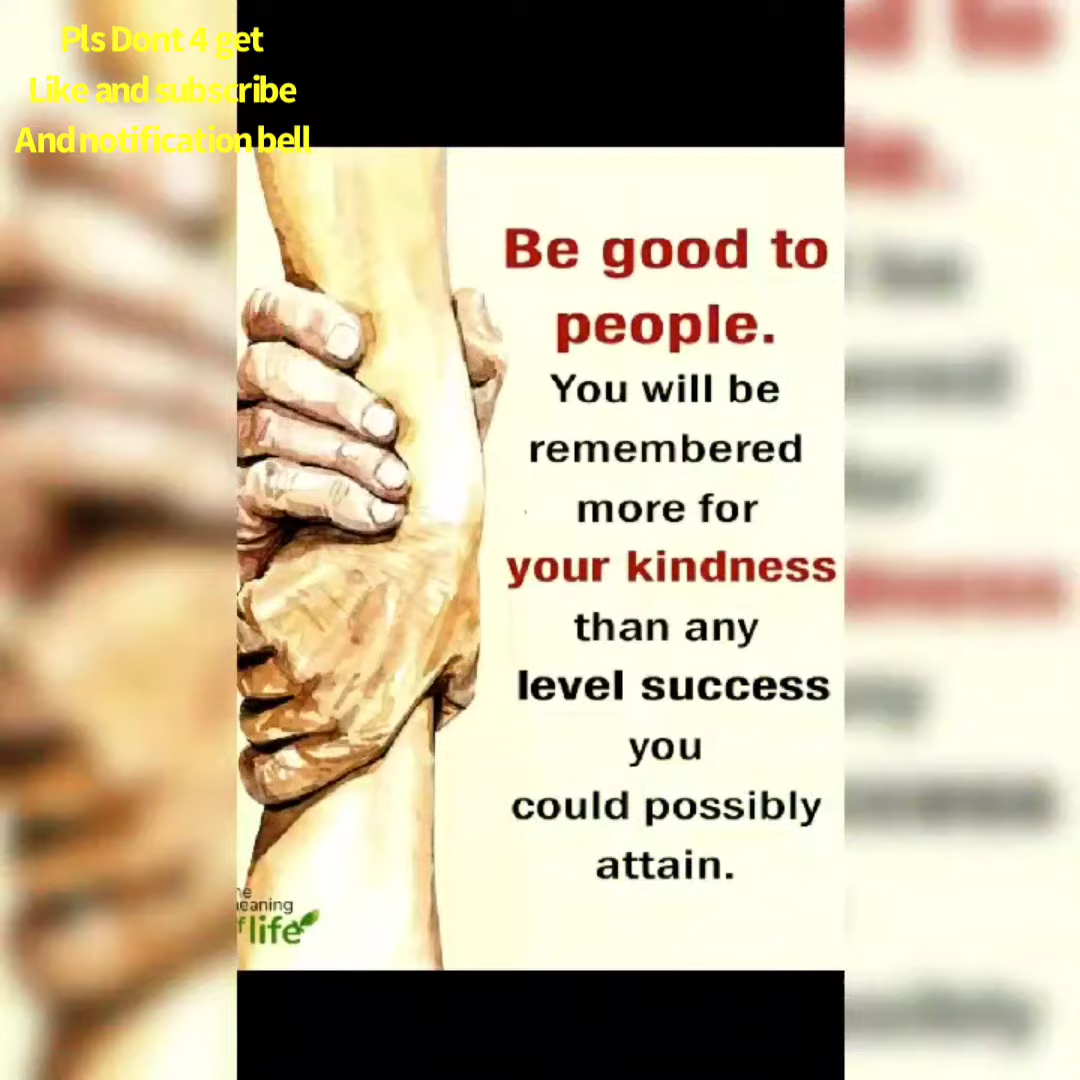 Pls Dont 4 get
Like and subscribe
And notification bell
Be good to
people.
You will be
remembered
more for
your kindness
than any
level success
you
could possibly
attain.
life